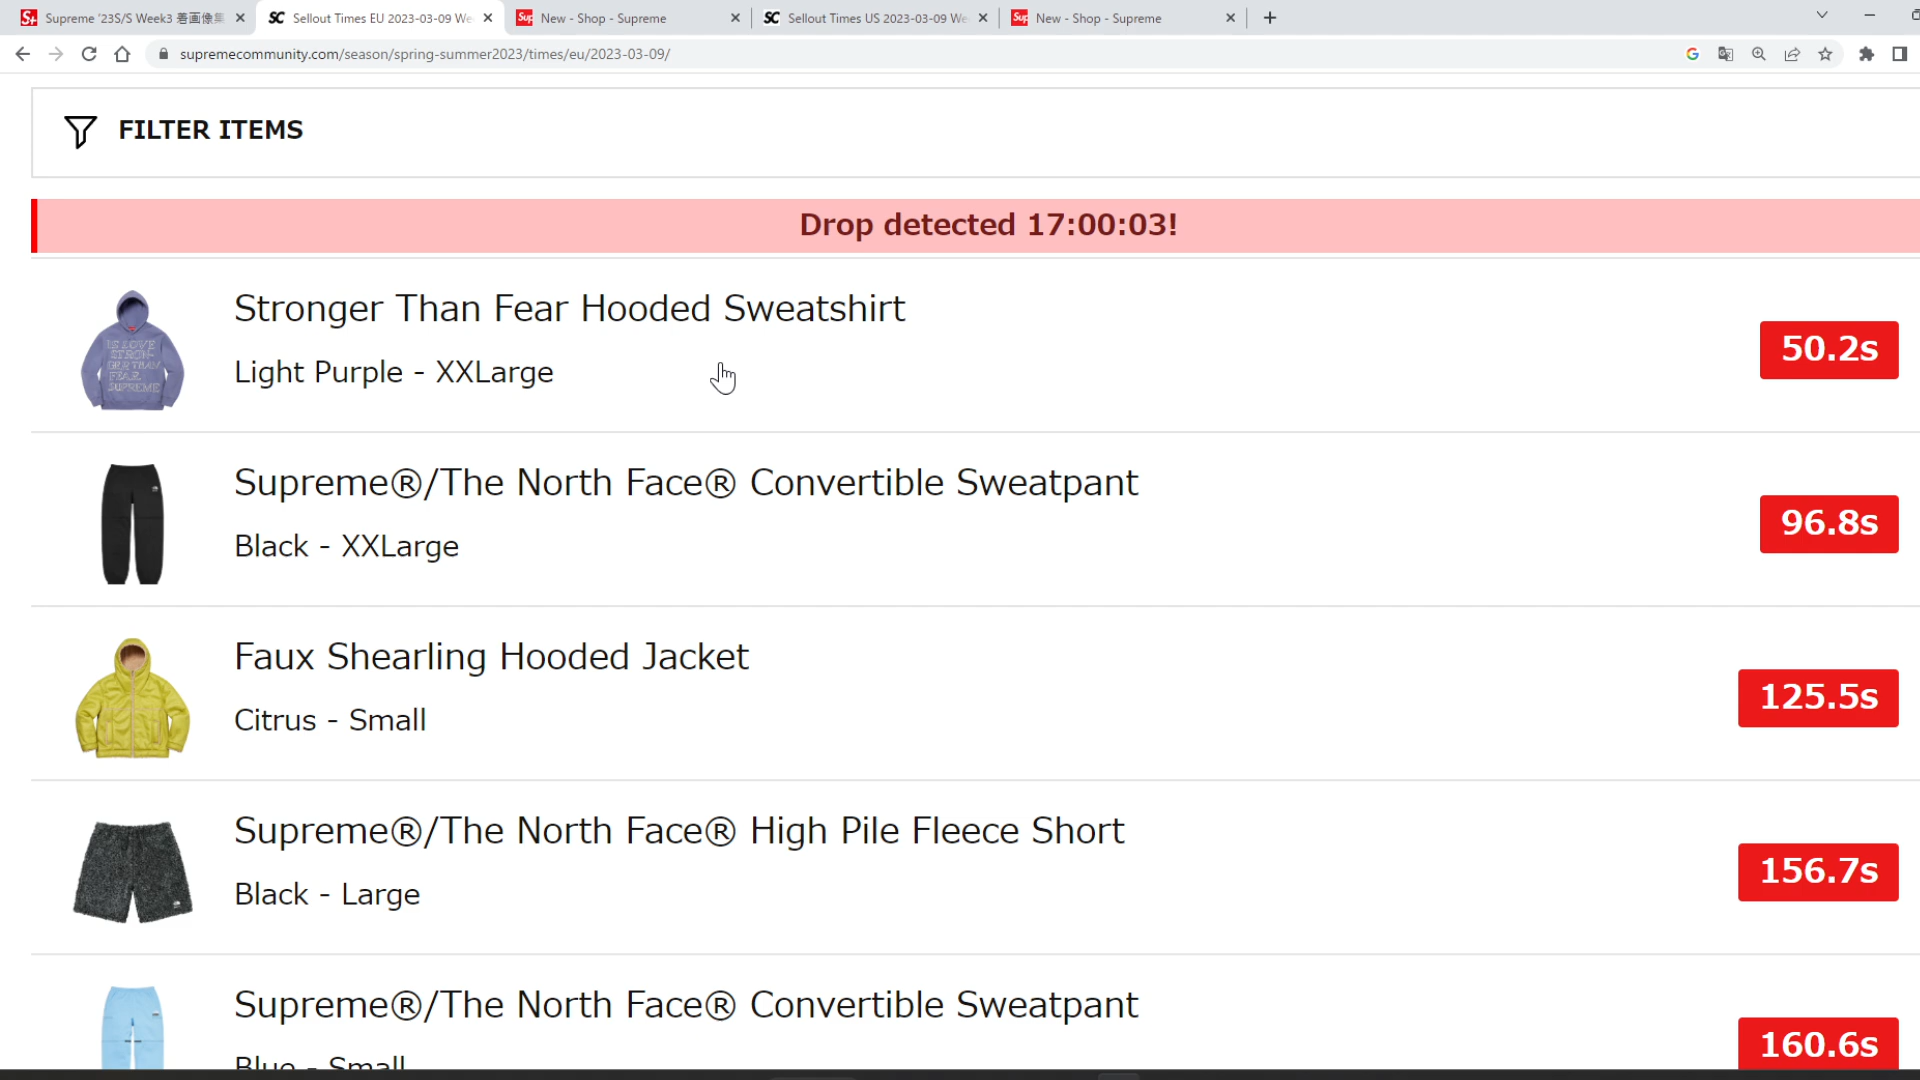 Supreme '23S/S Week3 着画像集
Sellout Times EU 2023-03-09 We
New - Shop - Supreme
Sellout Times US 2023-03-09 We
New - Shop - Supreme
supremecommunity.com/season/spring-summer2023/times/eu/2023-03-09/
FILTER ITEMS
Drop detected 17:00:03!
Stronger Than Fear Hooded Sweatshirt
Light Purple - XXLarge
50.2s
Supreme®/The North Face® Convertible Sweatpant
Black - XXLarge
96.8s
Faux Shearling Hooded Jacket
Citrus - Small
125.5s
Supreme®/The North Face® High Pile Fleece Short
Black - Large
156.7s
Supreme®/The North Face® Convertible Sweatpant
Blue - Small
160.6s